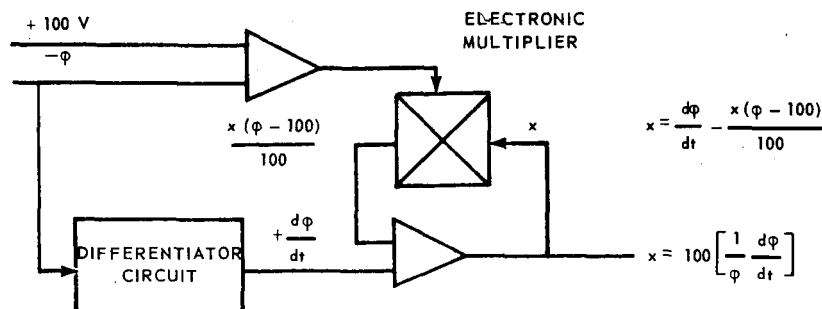 + 100 V
−φ
ELECTRONIC
MULTIPLIER
x (φ − 100)
100
x
x = dφ/dt − x (φ − 100)/100
DIFFERENTIATOR
CIRCUIT
+ dφ/dt
x = 100 [1/φ dφ/dt]